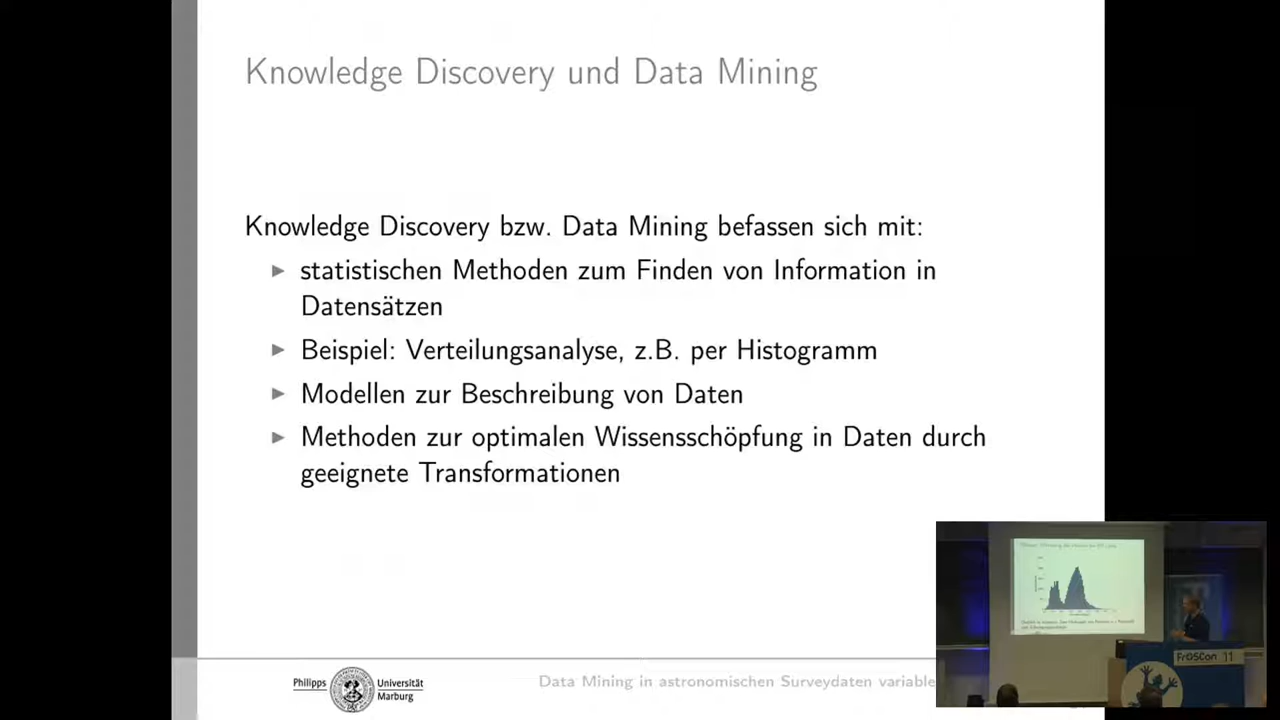 Knowledge Discovery und Data Mining
Knowledge Discovery bzw. Data Mining befassen sich mit:
statistischen Methoden zum Finden von Information in
Datensätzen
Beispiel: Verteilungsanalyse, z.B. per Histogramm
Modellen zur Beschreibung von Daten
Methoden zur optimalen Wissensschöpfung in Daten durch
geeignete Transformationen
Philipps
Universität
Marburg
Data Mining in astronomischen Surveydaten variable
FrOSCon 11